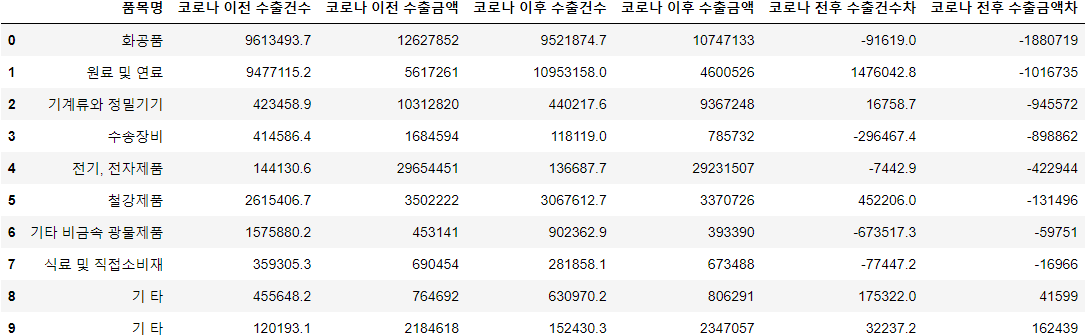 품목명 코로나 이전 수출건수 코로나 이전 수출금액 코로나 이후 수출건수 코로나 이후 수출금액 코로나 전후 수출건수차 코로나 전후 수출금액차
0 화공품 9613493.7 12627852 9521874.7 10747133 -91619.0 -1880719
1 원료 및 연료 9477115.2 5617261 10953158.0 4600526 1476042.8 -1016735
2 기계류와 정밀기기 423458.9 10312820 440217.6 9367248 16758.7 -945572
3 수송장비 414586.4 1684594 118119.0 785732 -296467.4 -898862
4 전기, 전자제품 144130.6 29654451 136687.7 29231507 -7442.9 -422944
5 철강제품 2615406.7 3502222 3067612.7 3370726 452206.0 -131496
6 기타 비금속 광물제품 1575880.2 453141 902362.9 393390 -673517.3 -59751
7 식료 및 직접소비재 359305.3 690454 281858.1 673488 -77447.2 -16966
8 기 타 455648.2 764692 630970.2 806291 175322.0 41599
9 기 타 120193.1 2184618 152430.3 2347057 32237.2 162439